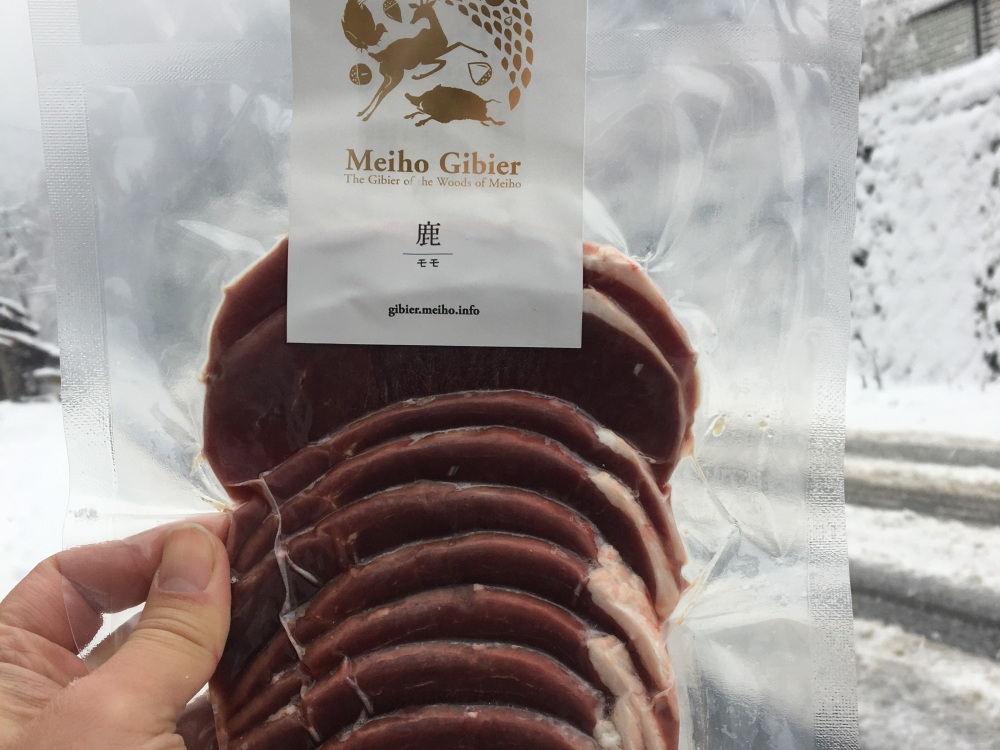 Meiho Gibier
The Gibier of the Woods of Meiho
鹿
モモ
gibier.meiho.info